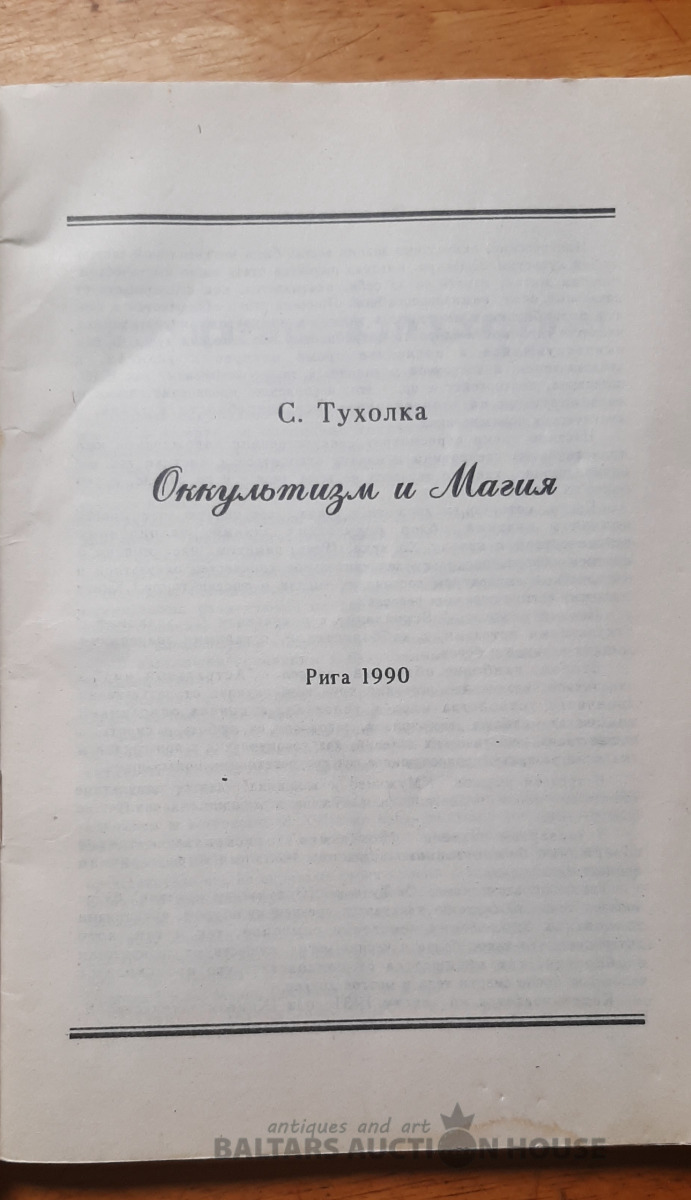 С. Тухолка
Оккультизм и Магия
Рига 1990
antiques and art
BALTARS AUCTION HOUSE